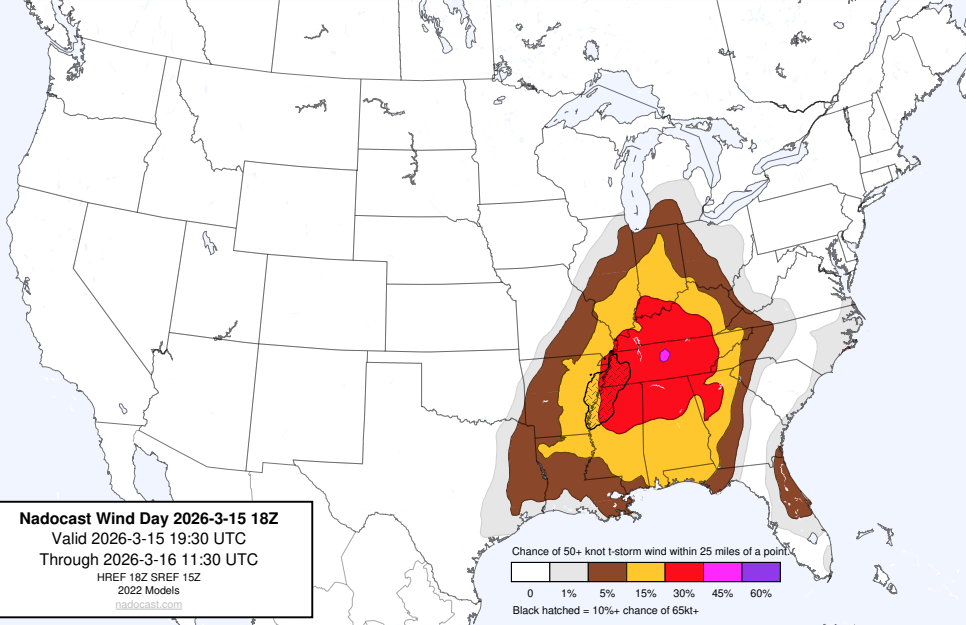 Nadocast Wind Day 2026-3-15 18Z
Valid 2026-3-15 19:30 UTC
Through 2026-3-16 11:30 UTC
HREF 18Z SREF 15Z
2022 Models
nadocast.com
Chance of 50+ knot t-storm wind within 25 miles of a point.
0 1% 5% 15% 30% 45% 60%
Black hatched = 10%+ chance of 65kt+